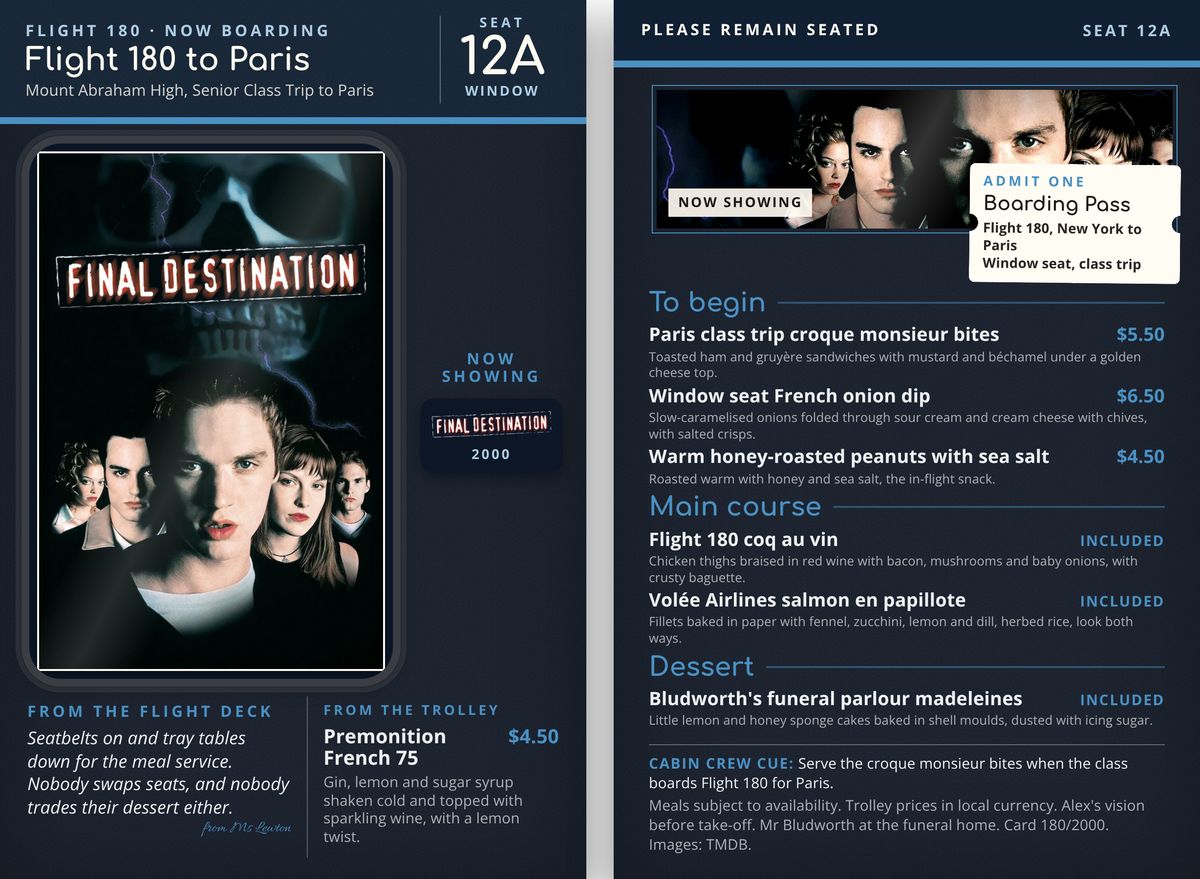 FLIGHT 180 · NOW BOARDING
Flight 180 to Paris
Mount Abraham High, Senior Class Trip to Paris
SEAT
12A
WINDOW
FINAL DESTINATION
NOW
SHOWING
FINAL DESTINATION
2000
FROM THE FLIGHT DECK
Seatbelts on and tray tables
down for the meal service.
Nobody swaps seats, and nobody
trades their dessert either.
from Ms Lewton
FROM THE TROLLEY
Premonition
French 75
$4.50
Gin, lemon and sugar syrup
shaken cold and topped with
sparkling wine, with a lemon
twist.
PLEASE REMAIN SEATED
SEAT 12A
NOW SHOWING
ADMIT ONE
Boarding Pass
Flight 180, New York to
Paris
Window seat, class trip
To begin
Paris class trip croque monsieur bites $5.50
Toasted ham and gruyère sandwiches with mustard and béchamel under a golden
cheese top.
Window seat French onion dip $6.50
Slow-caramelised onions folded through sour cream and cream cheese with chives,
with salted crisps.
Warm honey-roasted peanuts with sea salt $4.50
Roasted warm with honey and sea salt, the in-flight snack.
Main course
Flight 180 coq au vin INCLUDED
Chicken thighs braised in red wine with bacon, mushrooms and baby onions, with
crusty baguette.
Volée Airlines salmon en papillote INCLUDED
Fillets baked in paper with fennel, zucchini, lemon and dill, herbed rice, look both
ways.
Dessert
Bludworth's funeral parlour madeleines INCLUDED
Little lemon and honey sponge cakes baked in shell moulds, dusted with icing sugar.
CABIN CREW CUE: Serve the croque monsieur bites when the class
boards Flight 180 for Paris.
Meals subject to availability. Trolley prices in local currency. Alex's vision
before take-off. Mr Bludworth at the funeral home. Card 180/2000.
Images: TMDB.